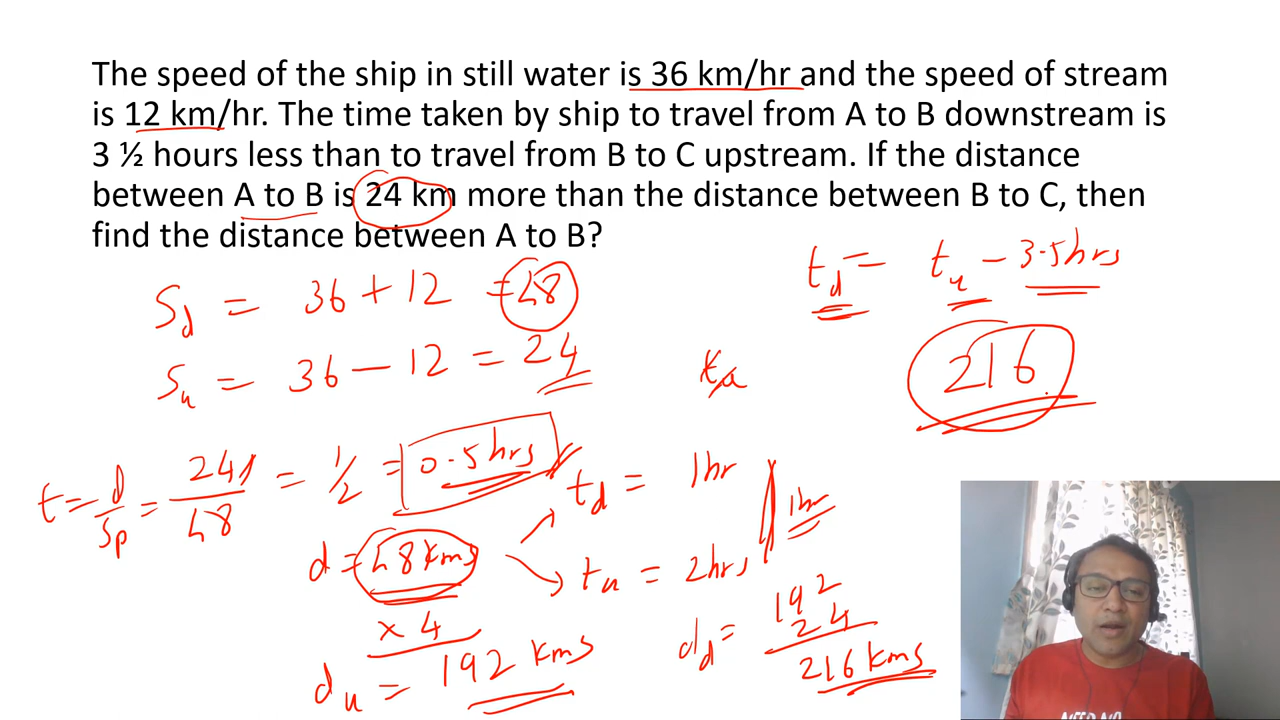 The speed of the ship in still water is 36 km/hr and the speed of stream
is 12 km/hr. The time taken by ship to travel from A to B downstream is
3 ½ hours less than to travel from B to C upstream. If the distance
between A to B is 24 km more than the distance between B to C, then
find the distance between A to B?
td = tu - 3.5hrs
Sd = 36 + 12 = 48
Su = 36 - 12 = 24
216
t = d/Sp = 24/48 = 1/2 = 0.5 hrs
td = 1hr
1hr
d = 48 kms
tu = 2hrs
x 4
du = 192 kms
192
24
dd = 216 kms